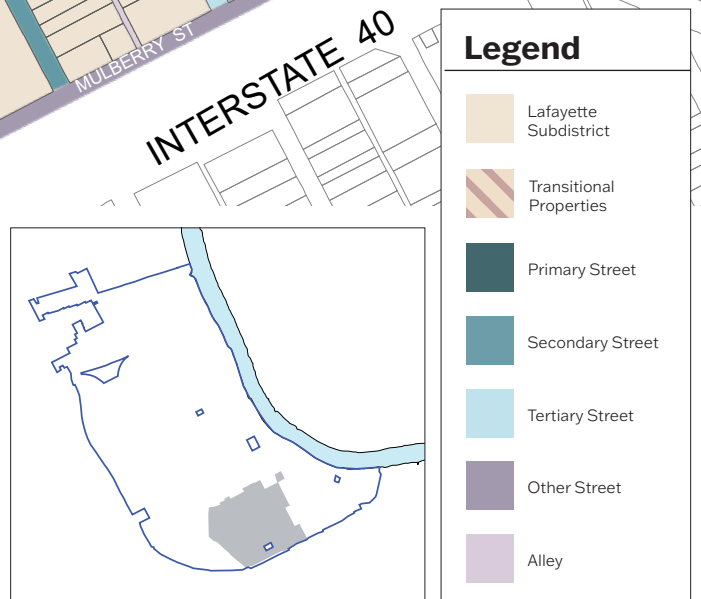 MULBERRY ST
INTERSTATE 40
Legend
Lafayette
Subdistrict
Transitional
Properties
Primary Street
Secondary Street
Tertiary Street
Other Street
Alley